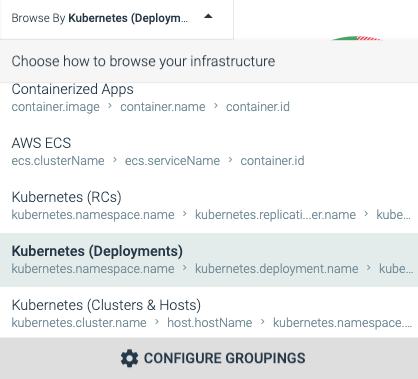 Browse By Kubernetes (Deploym...
Choose how to browse your infrastructure
Containerized Apps
container.image > container.name > container.id
AWS ECS
ecs.clusterName > ecs.serviceName > container.id
Kubernetes (RCs)
kubernetes.namespace.name > kubernetes.replicati...er.name > kube...
Kubernetes (Deployments)
kubernetes.namespace.name > kubernetes.deployment.name > kube...
Kubernetes (Clusters & Hosts)
kubernetes.cluster.name > host.hostName > kubernetes.namespace....
CONFIGURE GROUPINGS